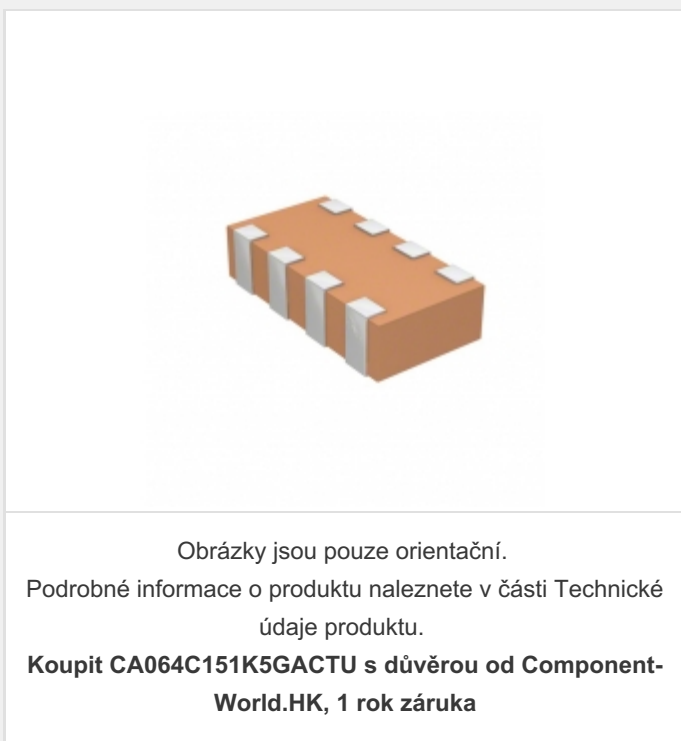 Obrázky jsou pouze orientační.
Podrobné informace o produktu naleznete v části Technické
údaje produktu.
Koupit CA064C151K5GACTU s důvěrou od Component-
World.HK, 1 rok záruka